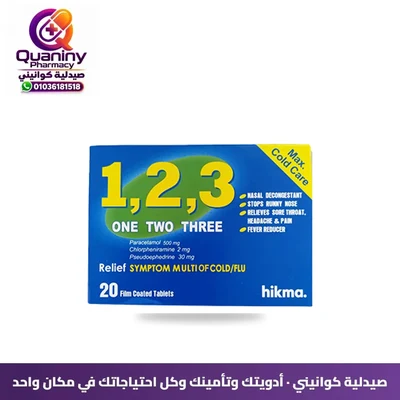 Quaniny
Pharmacy
صيدلية كوانيني
01036181518
Max.
Cold Care
1,2,3
ONE TWO THREE
Paracetamol 500 mg
Chlorpheniramine 2 mg
Pseudoephedrine 30 mg
NASAL DECONGESTANT
STOPS RUNNY NOSE
RELIEVES SORE THROAT,
HEADACHE & PAIN
FEVER REDUCER
Relief SYMPTOM MULTI OF COLD/FLU
20 Film Coated Tablets
hikma.
صيدلية كوانيني · أدويتك وتأمينك وكل احتياجاتك في مكان واحد